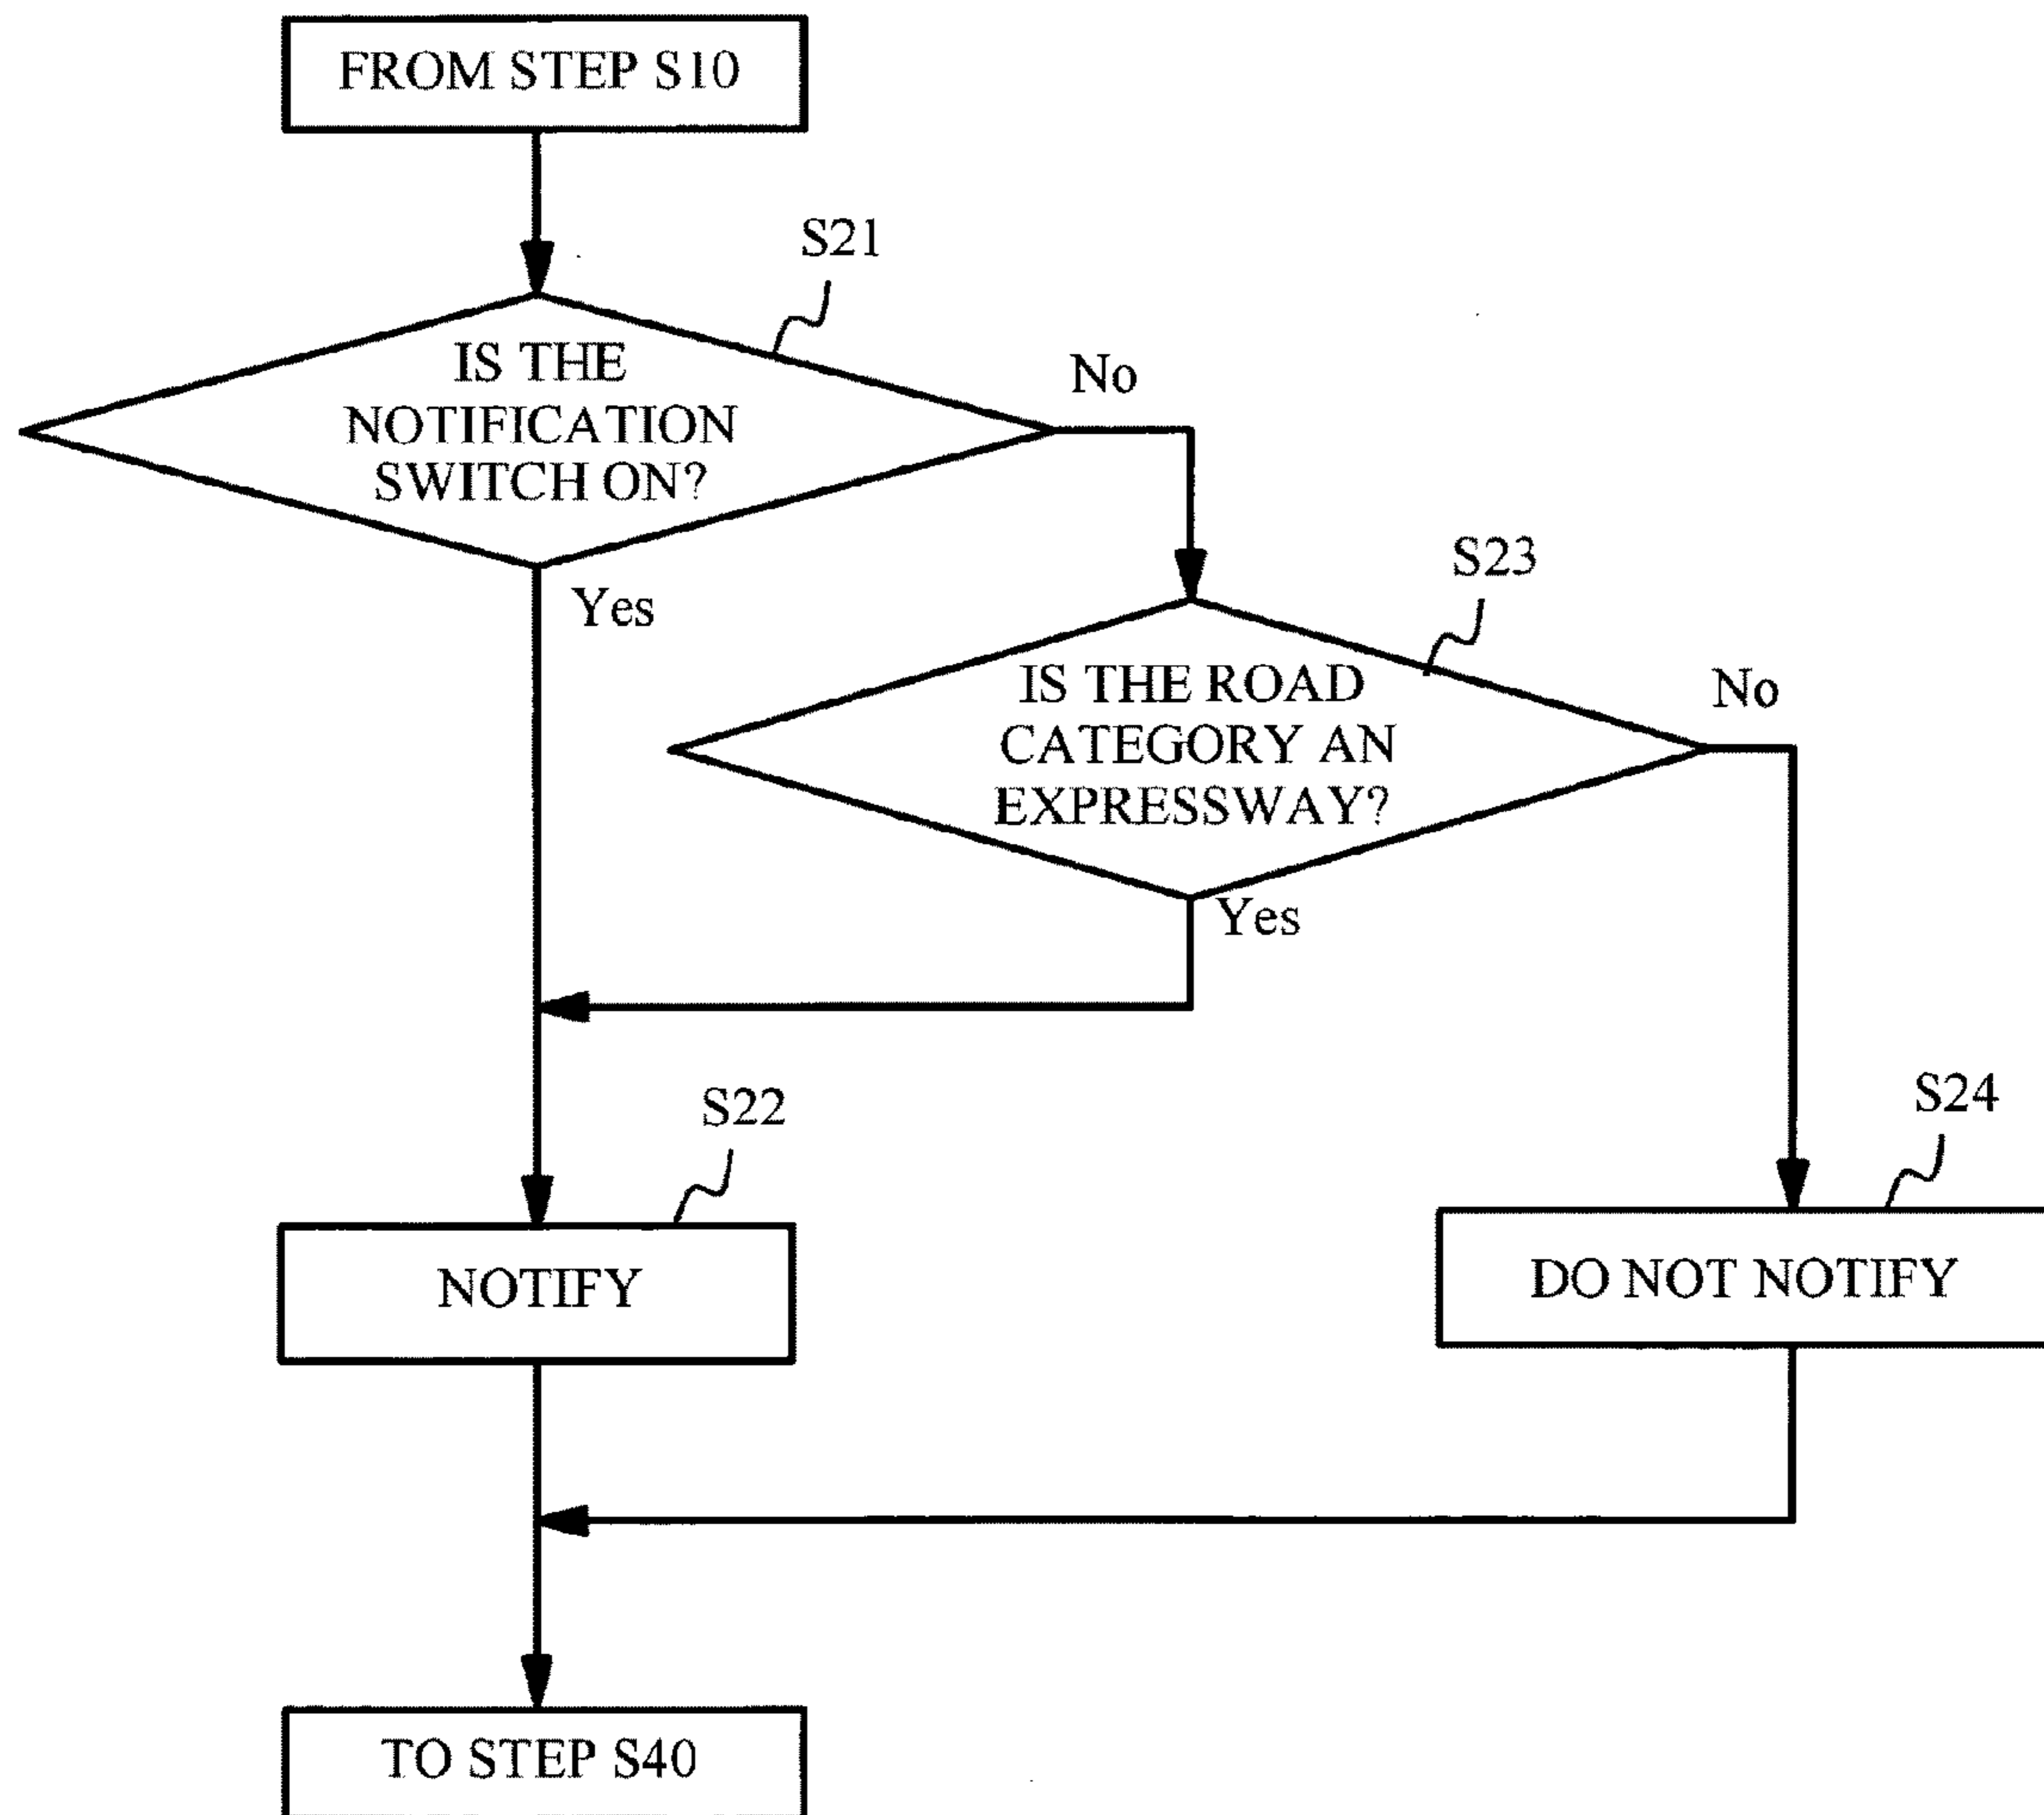 FROM STEP S10
S21
IS THE
NOTIFICATION
SWITCH ON?
No
Yes
S23
IS THE ROAD
CATEGORY AN
EXPRESSWAY?
No
Yes
S22
NOTIFY
S24
DO NOT NOTIFY
TO STEP S40